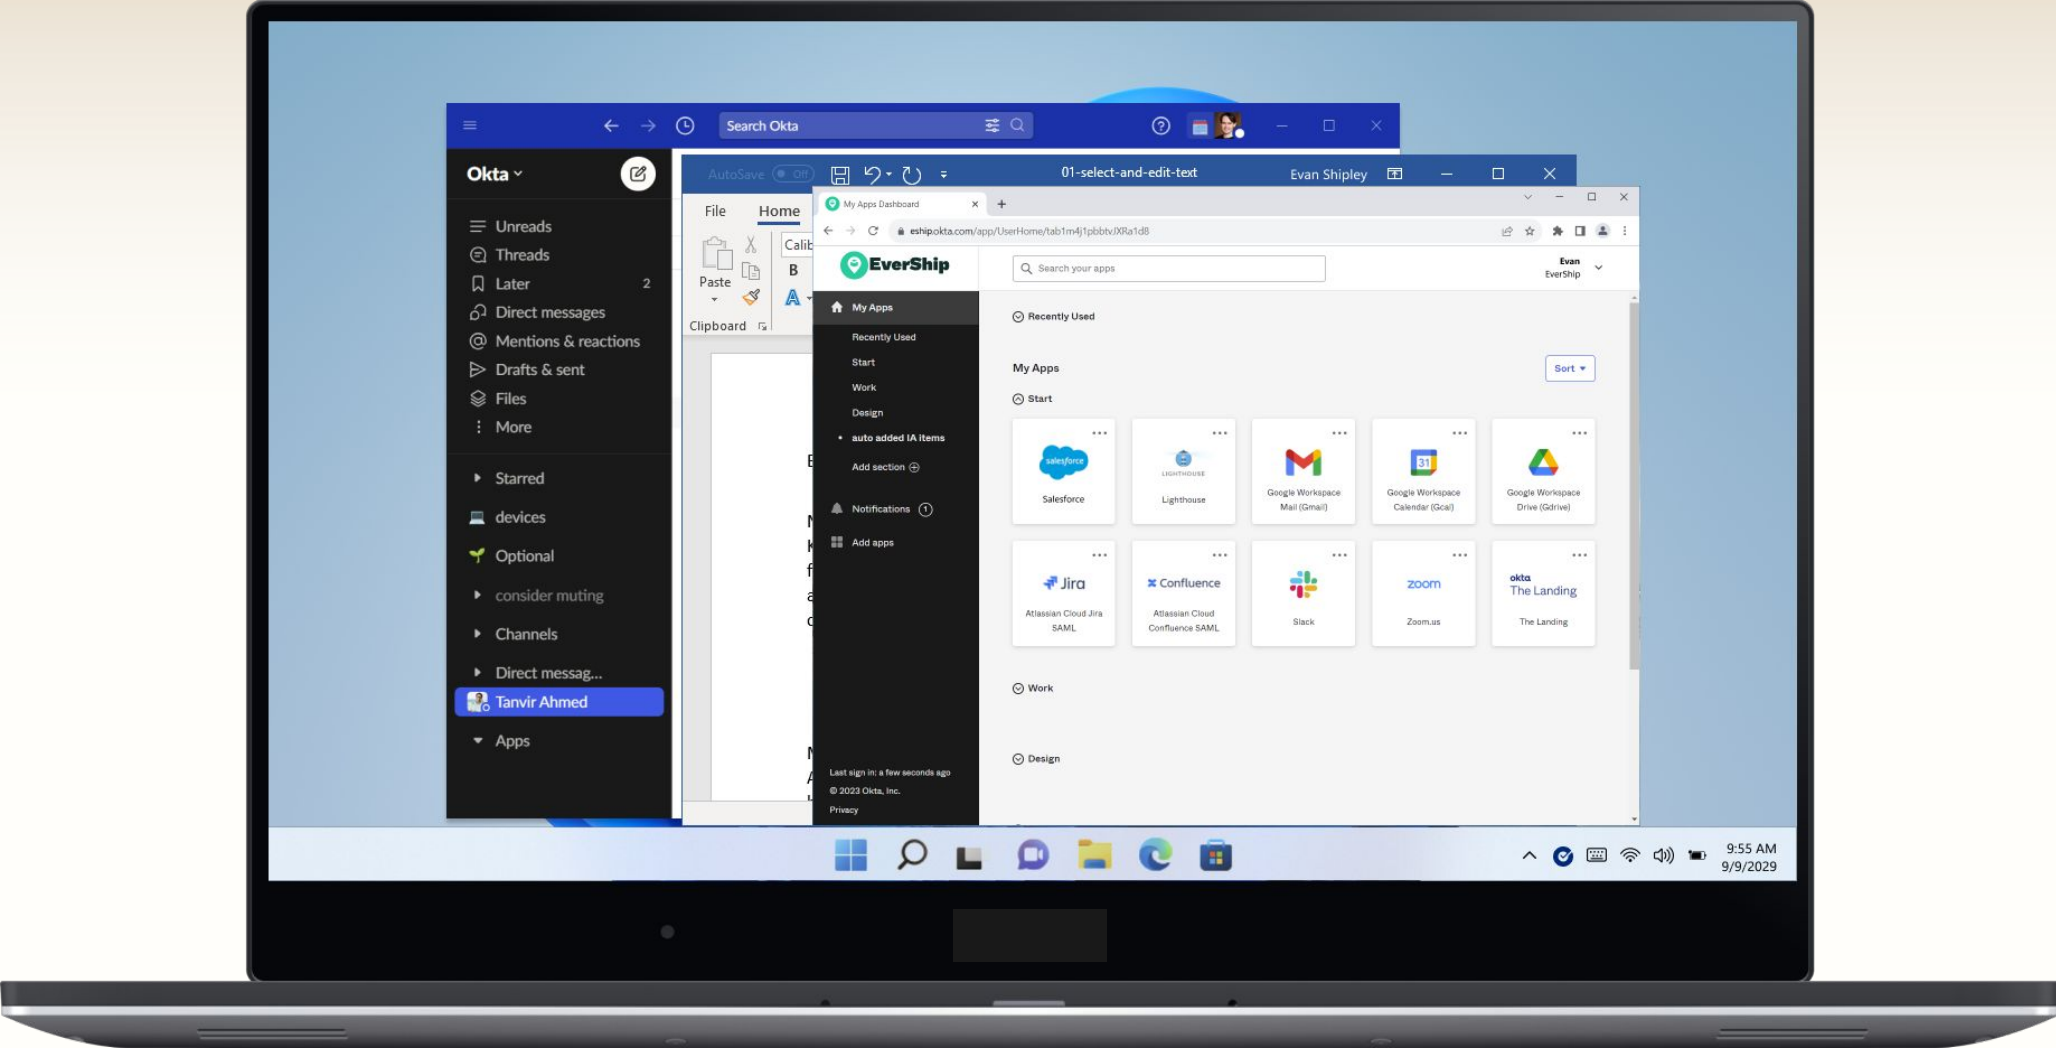 Search Okta
Okta
Unreads
Threads
Later 2
Direct messages
Mentions & reactions
Drafts & sent
Files
More
Starred
devices
Optional
consider muting
Channels
Direct messag...
Tanvir Ahmed
Apps
AutoSave Off
01-select-and-edit-text
Evan Shipley
File Home
Calib
Paste
B
A
Clipboard
My Apps Dashboard
eship.okta.com/app/UserHome/tab1m4j1pbbtvJXRa1d8
EverShip
Search your apps
Evan
EverShip
My Apps
Recently Used
Start
Work
Design
auto added IA items
Add section
Notifications 1
Add apps
Last sign in: a few seconds ago
© 2023 Okta, Inc.
Privacy
Recently Used
My Apps
Sort
Start
salesforce
Salesforce
LIGHTHOUSE
Lighthouse
Google Workspace
Mail (Gmail)
31
Google Workspace
Calendar (Gcal)
Google Workspace
Drive (Gdrive)
Jira
Atlassian Cloud Jira
SAML
Confluence
Atlassian Cloud
Confluence SAML
Slack
zoom
Zoom.us
okta
The Landing
The Landing
Work
Design
9:55 AM
9/9/2029